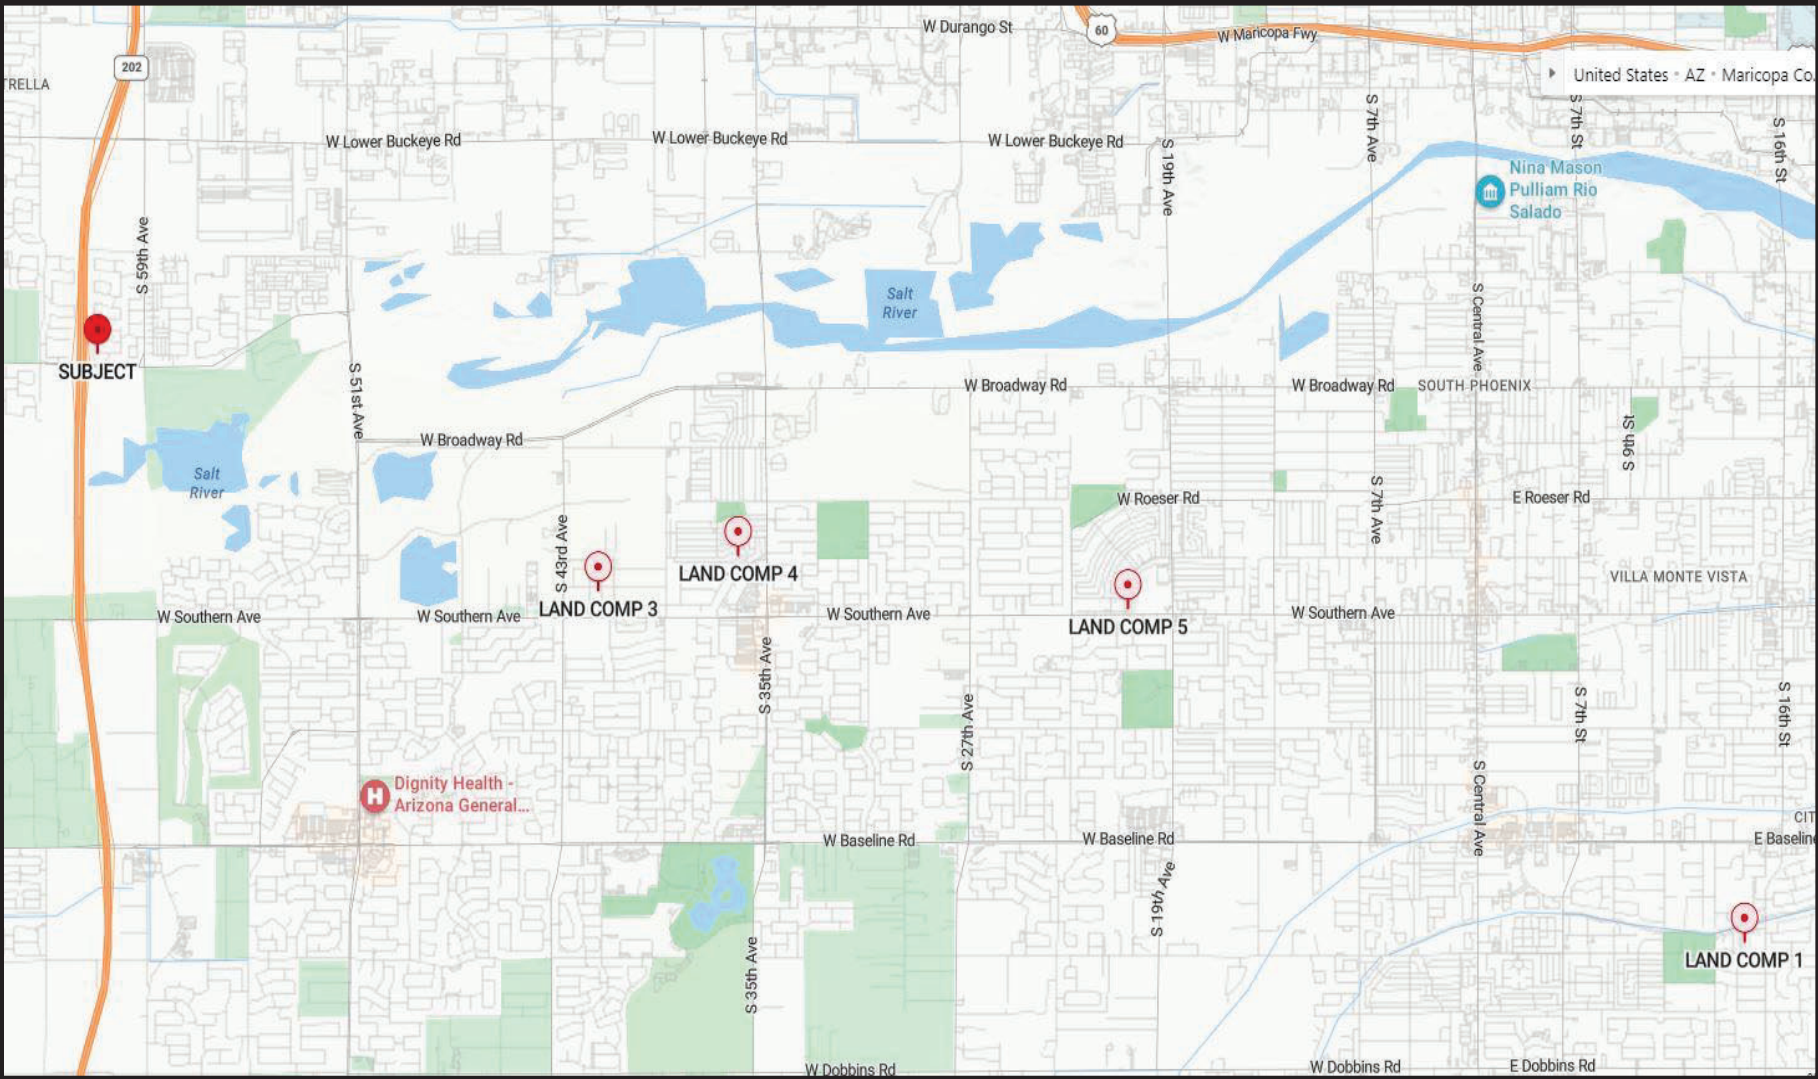 W Durango St
60
W Maricopa Fwy
202
TRELLA
United States • AZ • Maricopa Co.
W Lower Buckeye Rd
W Lower Buckeye Rd
W Lower Buckeye Rd
S 7th Ave
S 7th St
S 16th St
S 19th Ave
Nina Mason
Pulliam Rio
Salado
S 59th Ave
Salt
River
S Central Ave
SUBJECT
S 51st Ave
W Broadway Rd
W Broadway Rd
SOUTH PHOENIX
W Broadway Rd
S 9th St
Salt
River
W Roeser Rd
E Roeser Rd
S 7th Ave
S 43rd Ave
LAND COMP 4
VILLA MONTE VISTA
LAND COMP 3
W Southern Ave
W Southern Ave
W Southern Ave
W Southern Ave
LAND COMP 5
S 35th Ave
S 27th Ave
S 7th St
S 16th St
Dignity Health -
Arizona General...
S Central Ave
CIT
W Baseline Rd
W Baseline Rd
E Baseline
S 19th Ave
S 35th Ave
LAND COMP 1
W Dobbins Rd
W Dobbins Rd
E Dobbins Rd